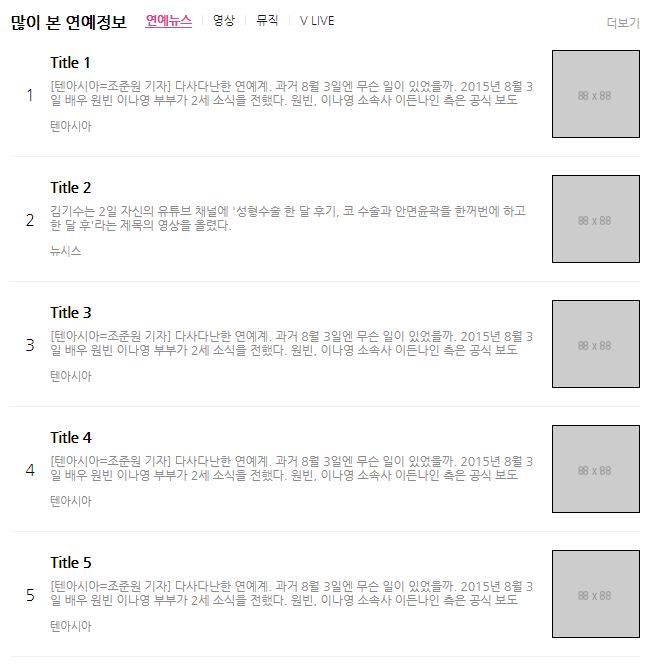 많이 본 연예정보 연예뉴스 영상 뮤직 V LIVE 더보기
Title 1
1
[텐아시아=조준원 기자] 다사다난한 연예계. 과거 8월 3일엔 무슨 일이 있었을까. 2015년 8월 3
일 배우 원빈 이나영 부부가 2세 소식을 전했다. 원빈, 이나영 소속사 이든나인 측은 공식 보도
텐아시아
88 x 88
Title 2
2
김기수는 2일 자신의 유튜브 채널에 '성형수술 한 달 후기, 코 수술과 안면윤곽을 한꺼번에 하고
한 달 후'라는 제목의 영상을 올렸다.
뉴시스
88 x 88
Title 3
3
[텐아시아=조준원 기자] 다사다난한 연예계. 과거 8월 3일엔 무슨 일이 있었을까. 2015년 8월 3
일 배우 원빈 이나영 부부가 2세 소식을 전했다. 원빈, 이나영 소속사 이든나인 측은 공식 보도
텐아시아
88 x 88
Title 4
4
[텐아시아=조준원 기자] 다사다난한 연예계. 과거 8월 3일엔 무슨 일이 있었을까. 2015년 8월 3
일 배우 원빈 이나영 부부가 2세 소식을 전했다. 원빈, 이나영 소속사 이든나인 측은 공식 보도
텐아시아
88 x 88
Title 5
5
[텐아시아=조준원 기자] 다사다난한 연예계. 과거 8월 3일엔 무슨 일이 있었을까. 2015년 8월 3
일 배우 원빈 이나영 부부가 2세 소식을 전했다. 원빈, 이나영 소속사 이든나인 측은 공식 보도
텐아시아
88 x 88